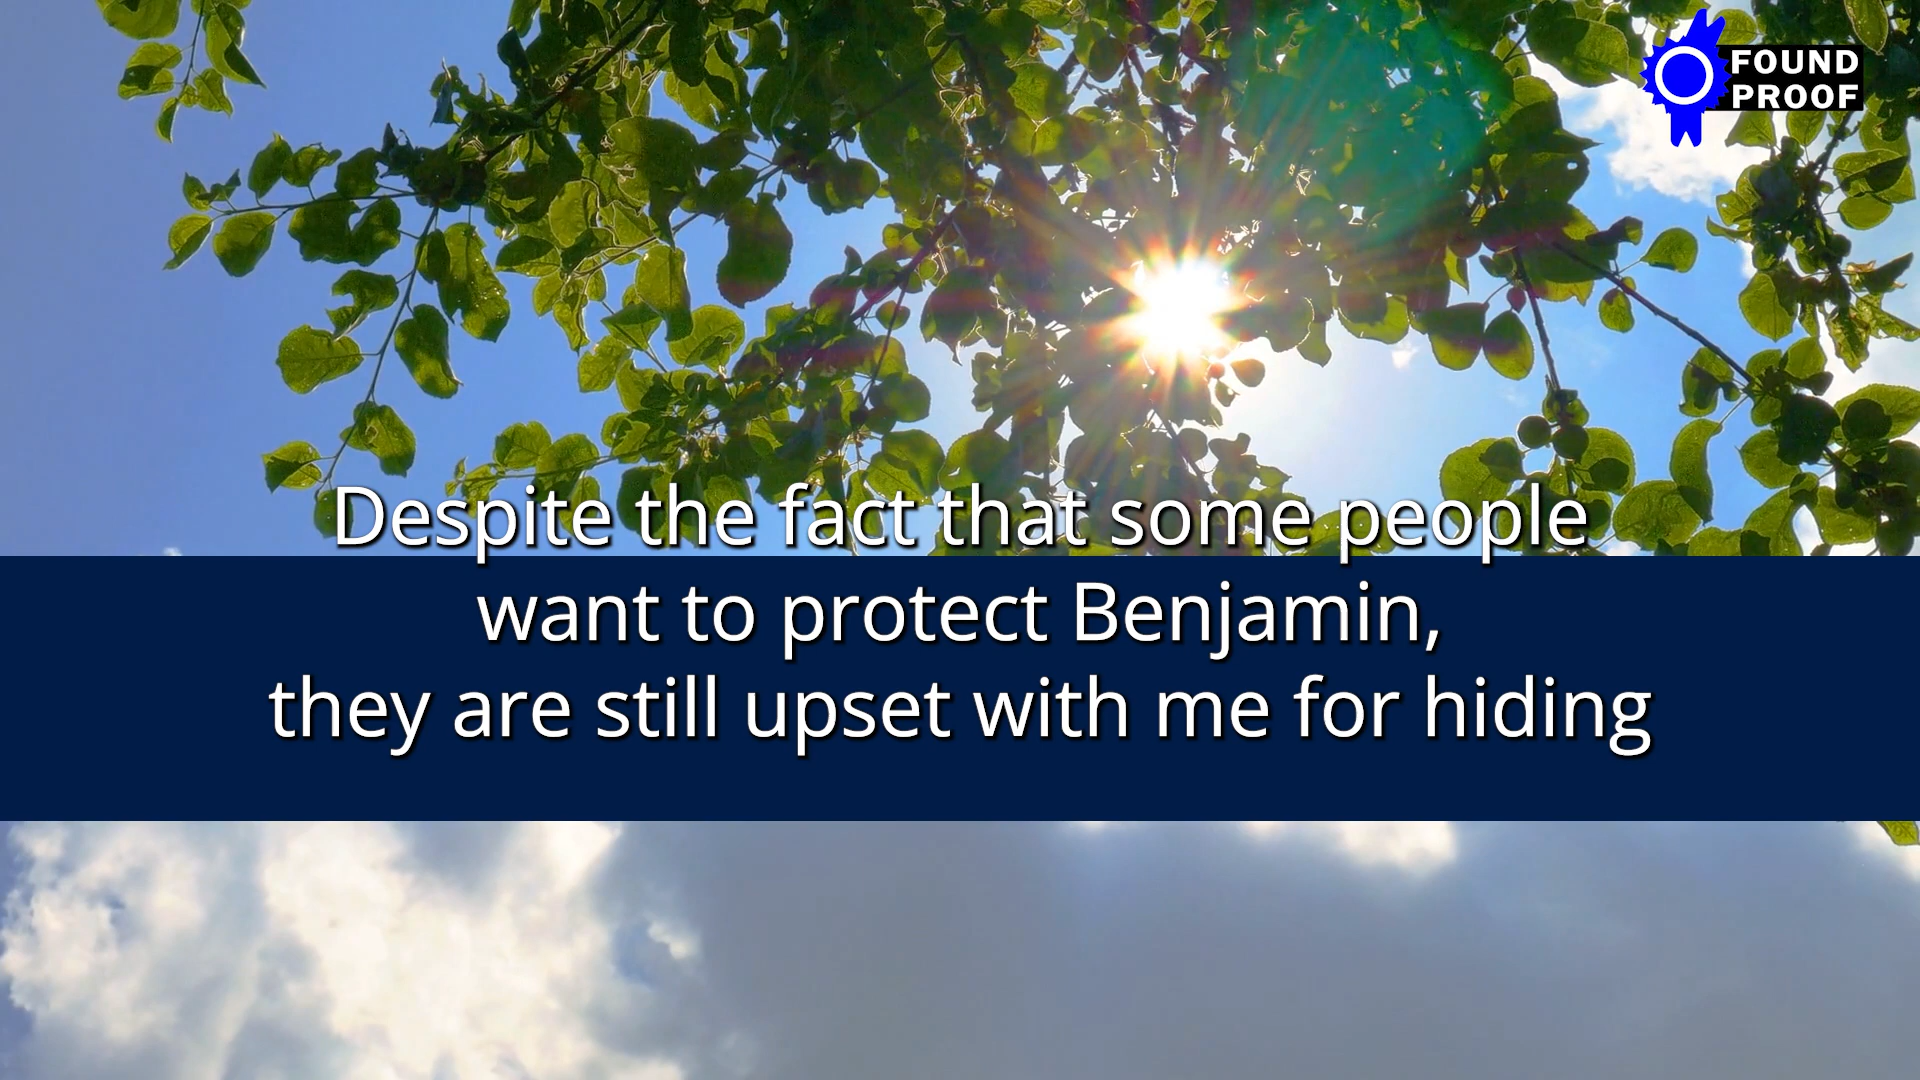 FOUND
PROOF
Despite the fact that some people
want to protect Benjamin,
they are still upset with me for hiding